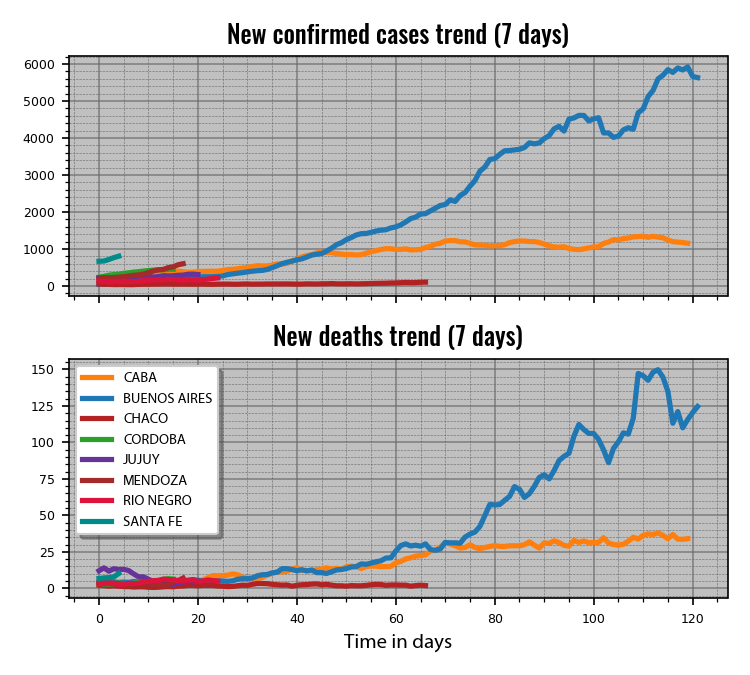 New confirmed cases trend (7 days)
6000
5000
4000
3000
2000
1000
0
New deaths trend (7 days)
150
125
100
75
50
25
0
CABA
BUENOS AIRES
CHACO
CORDOBA
JUJUY
MENDOZA
RIO NEGRO
SANTA FE
0 20 40 60 80 100 120
Time in days